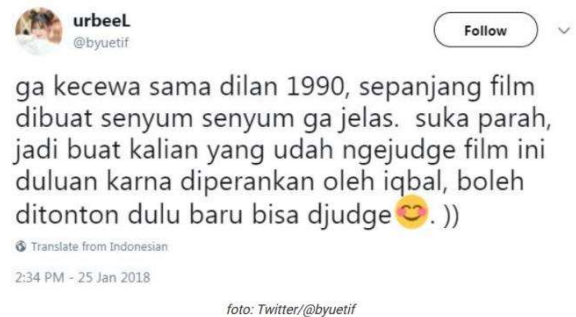 urbeeL
@byuetif
Follow
ga kecewa sama dilan 1990, sepanjang film
dibuat senyum senyum ga jelas. suka parah,
jadi buat kalian yang udah ngejudge film ini
duluan karna diperankan oleh iqbal, boleh
ditonton dulu baru bisa djudge😊. ))
Translate from Indonesian
2:34 PM - 25 Jan 2018
foto: Twitter/@byuetif